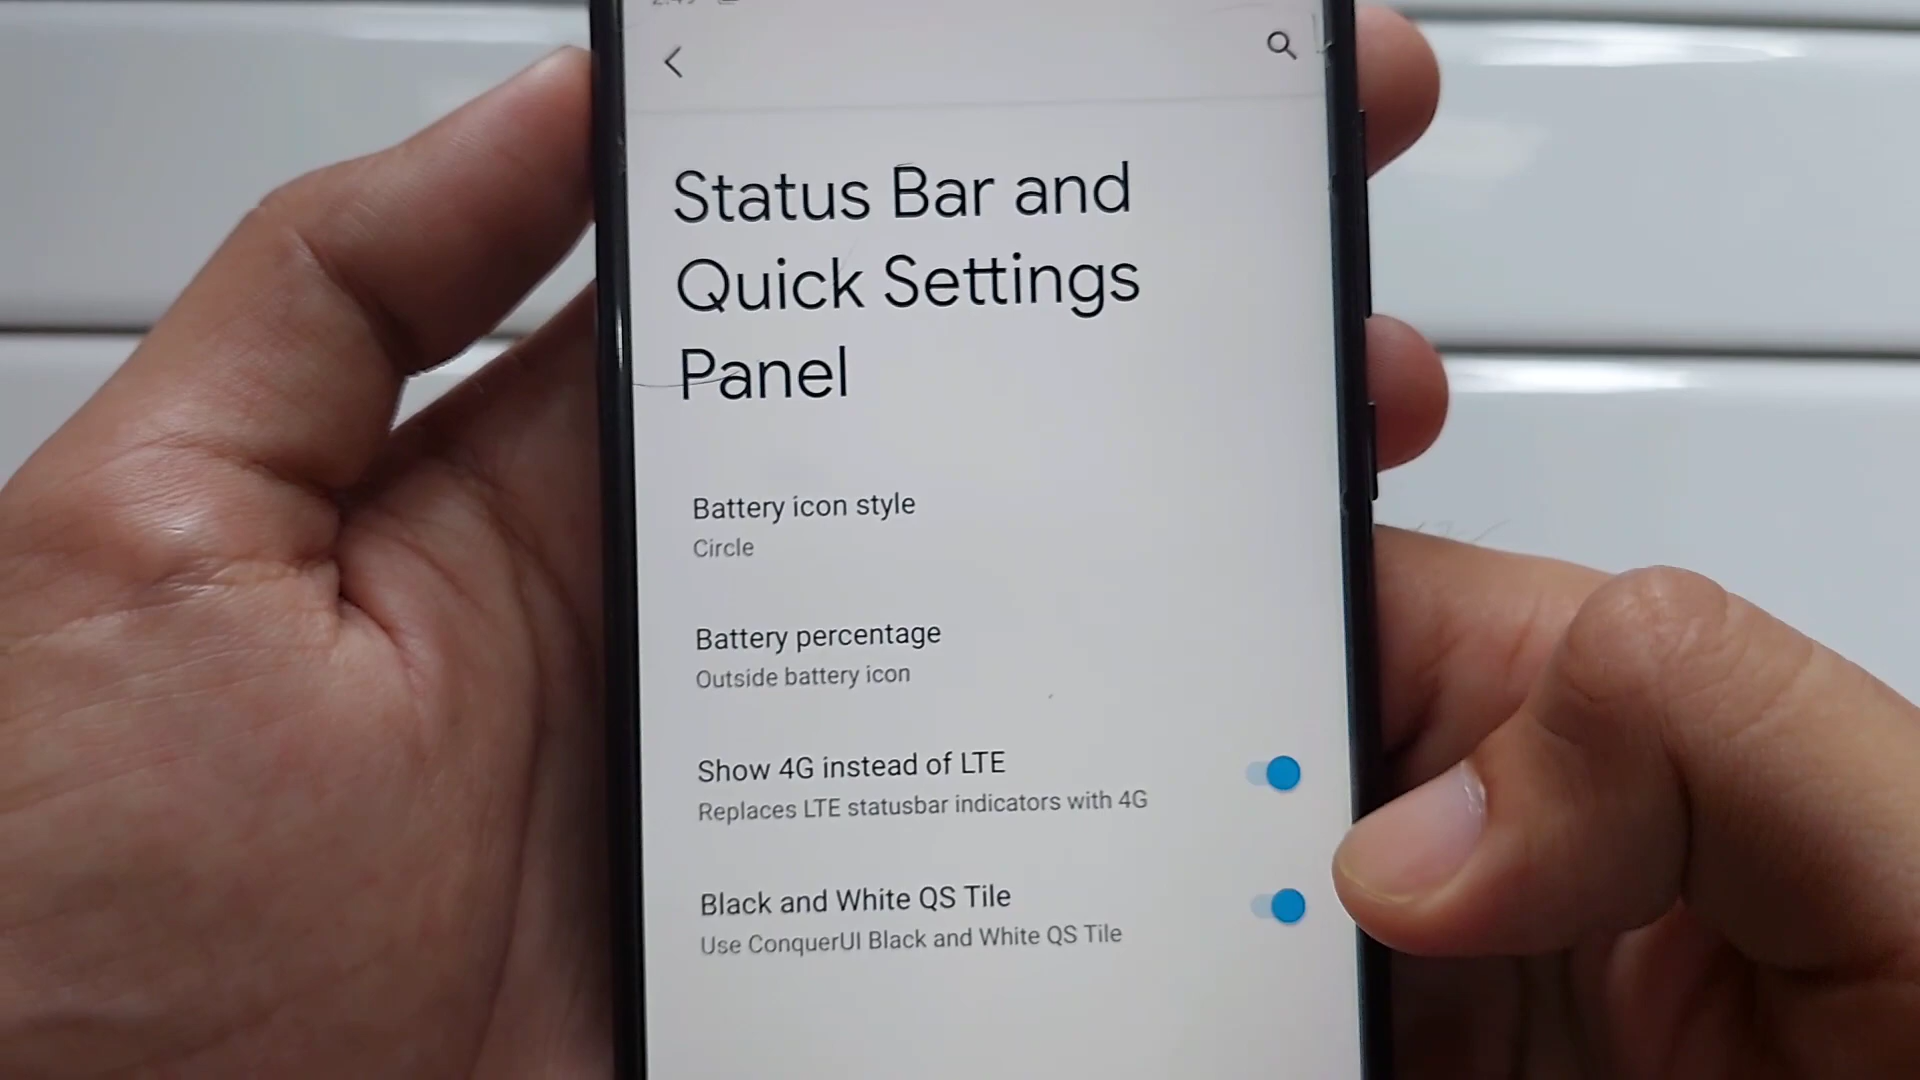 Status Bar and
Quick Settings
Panel
Battery icon style
Circle
Battery percentage
Outside battery icon
Show 4G instead of LTE
Replaces LTE statusbar indicators with 4G
Black and White QS Tile
Use ConquerUI Black and White QS Tile